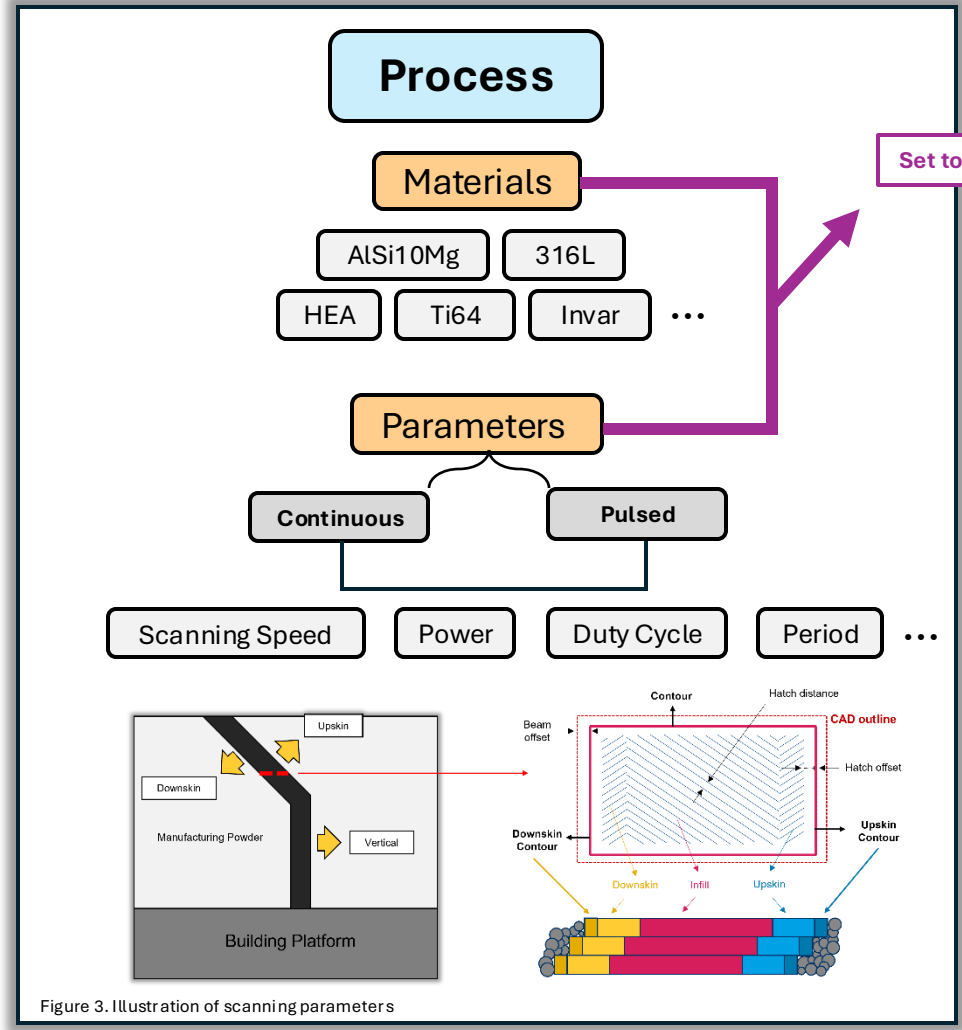 Process
Set to
Materials
AlSi10Mg
316L
HEA
Ti64
Invar
...
Parameters
Continuous
Pulsed
Scanning Speed
Power
Duty Cycle
Period
...
Upskin
Downskin
Manufacturing Powder
Vertical
Building Platform
Contour
Hatch distance
Beam
offset
CAD outline
Hatch offset
Downskin
Contour
Upskin
Contour
Downskin
Infill
Upskin
Figure 3. Illustration of scanning parameters